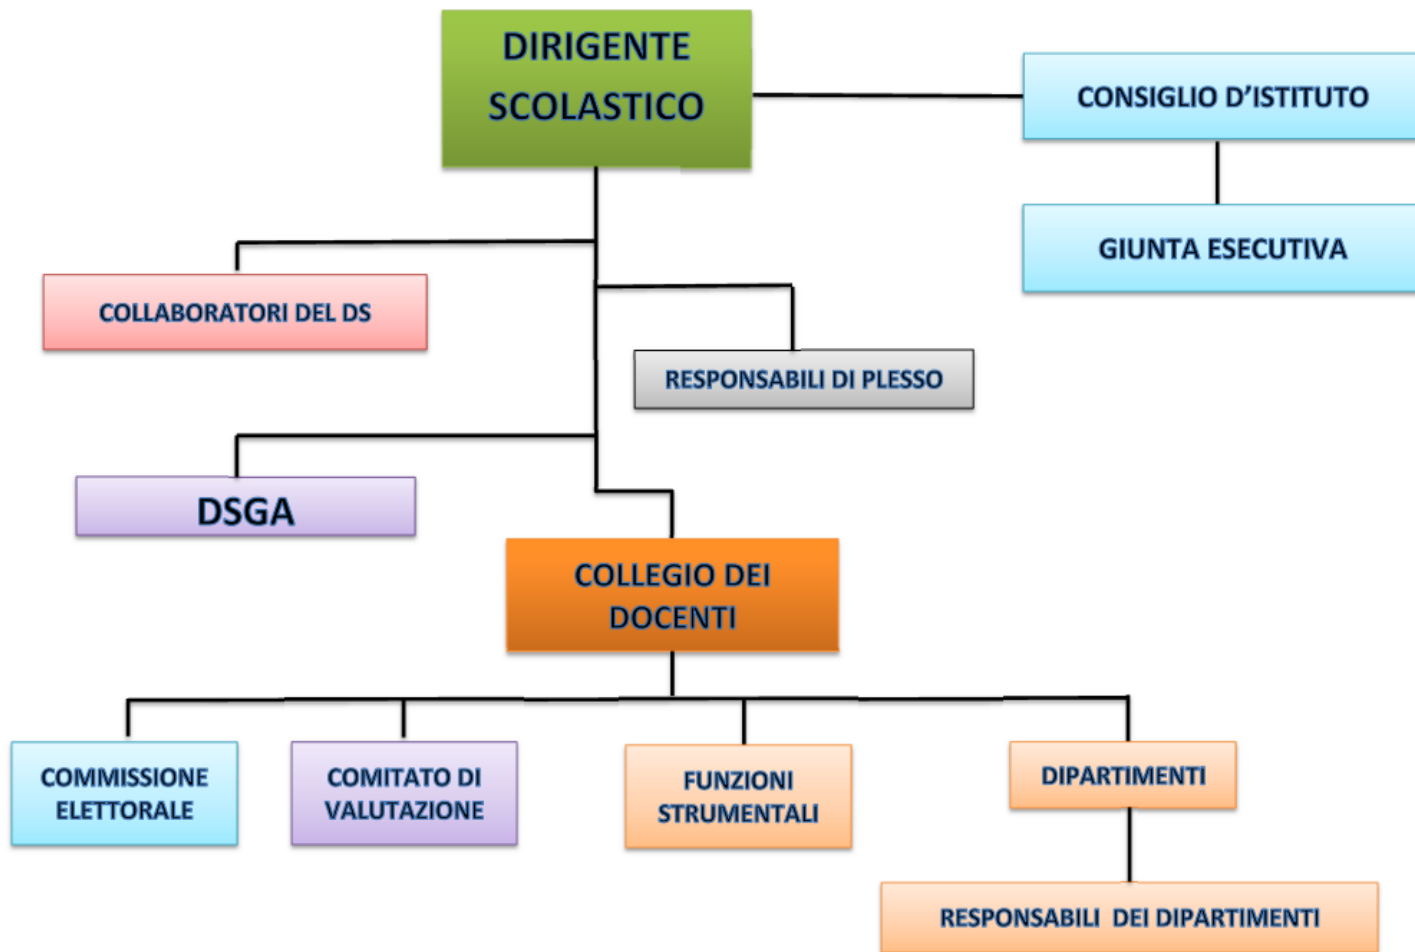 DIRIGENTE
SCOLASTICO
CONSIGLIO D'ISTITUTO
GIUNTA ESECUTIVA
COLLABORATORI DEL DS
RESPONSABILI DI PLESSO
DSGA
COLLEGIO DEI
DOCENTI
COMMISSIONE
ELETTORALE
COMITATO DI
VALUTAZIONE
FUNZIONI
STRUMENTALI
DIPARTIMENTI
RESPONSABILI DEI DIPARTIMENTI